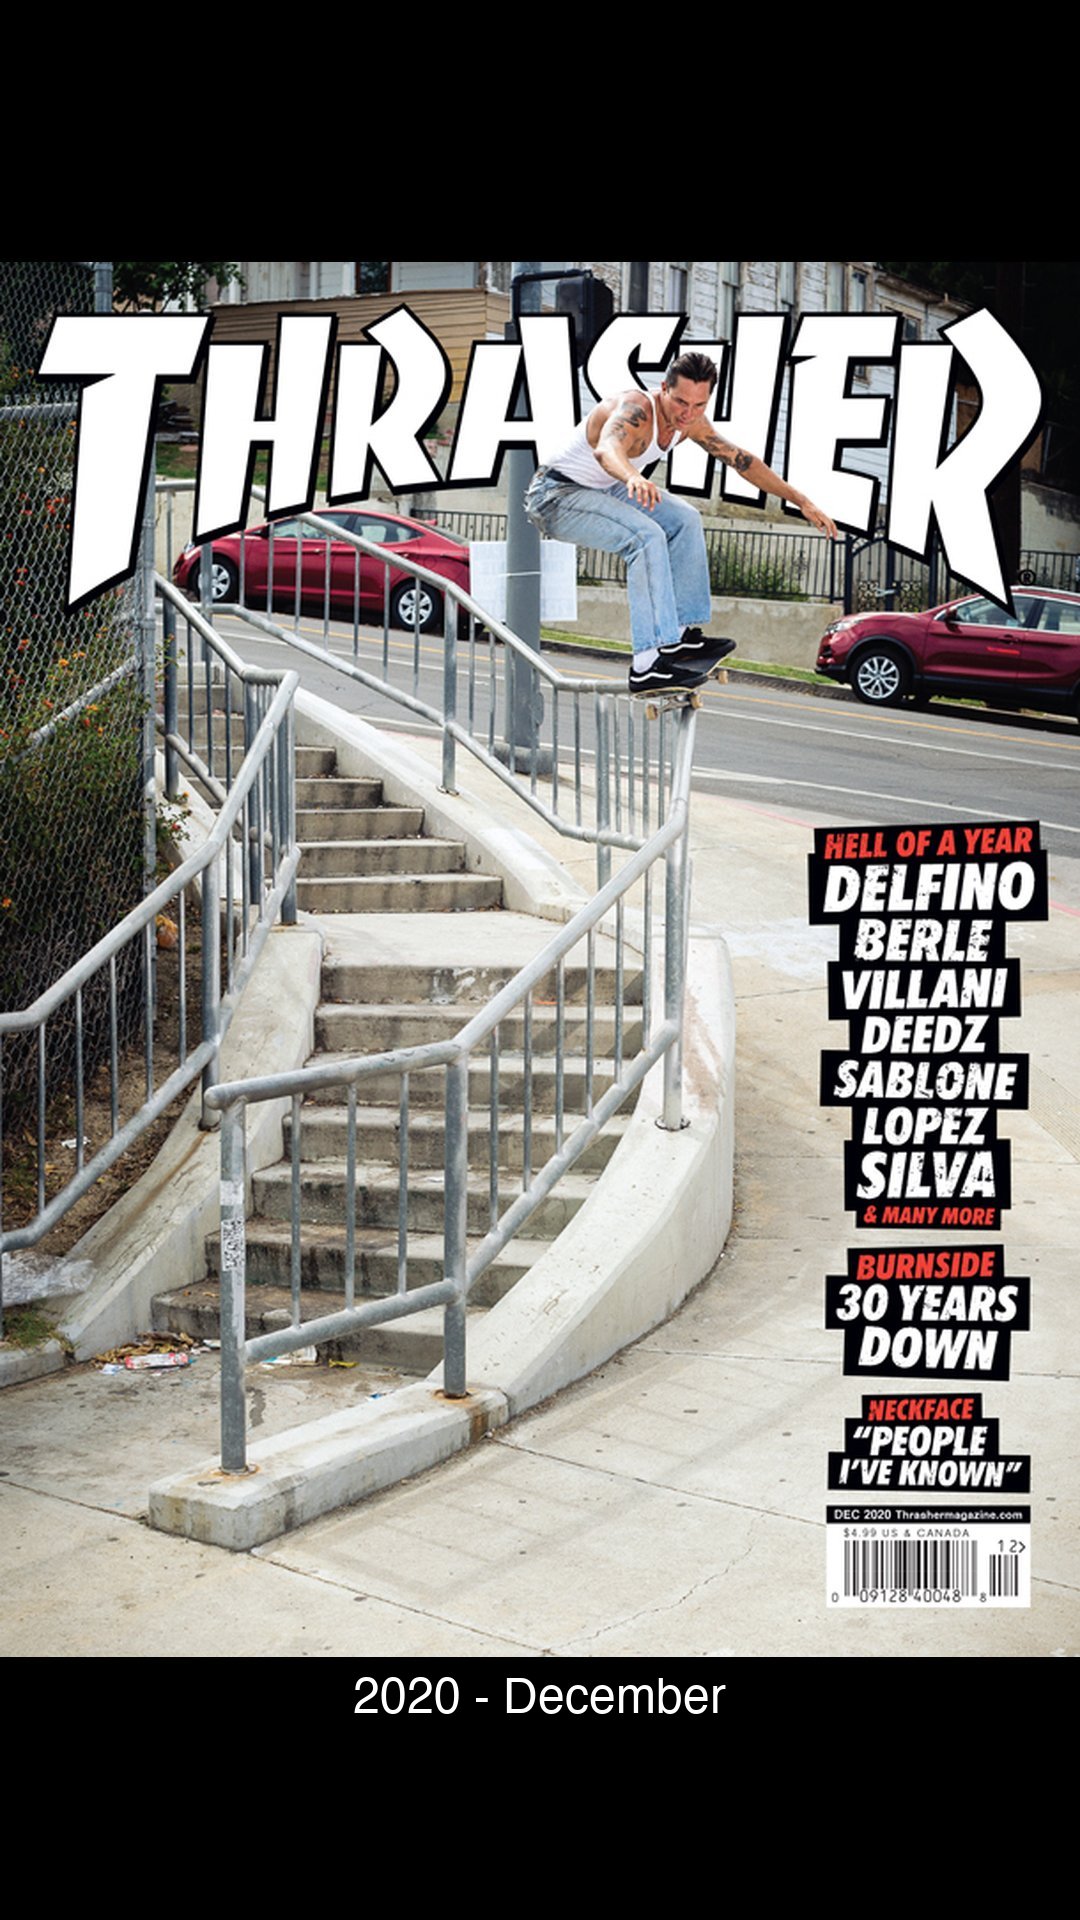 THRASHER
®
HELL OF A YEAR
DELFINO
BERLE
VILLANI
DEEDZ
SABLONE
LOPEZ
SILVA
& MANY MORE
BURNSIDE
30 YEARS
DOWN
NECKFACE
“PEOPLE
I’VE KNOWN”
DEC 2020 Thrashermagazine.com
$4.99 US & CANADA
12>
0 09128 40048 8
2020 - December